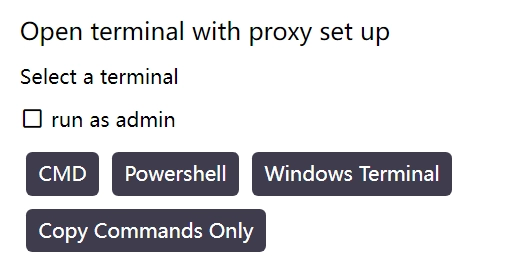 Open terminal with proxy set up
Select a terminal
run as admin
CMD Powershell Windows Terminal
Copy Commands Only